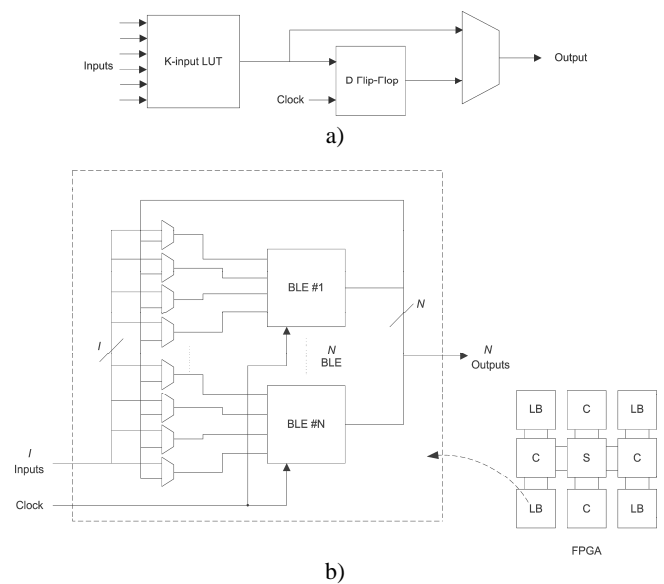 Inputs
K-input LUT
D Flip-Flop
Clock
Output
a)
I
BLE #1
N
N
BLE
N
Outputs
BLE #N
I
Inputs
Clock
LB
C
LB
C
S
C
LB
C
LB
FPGA
b)